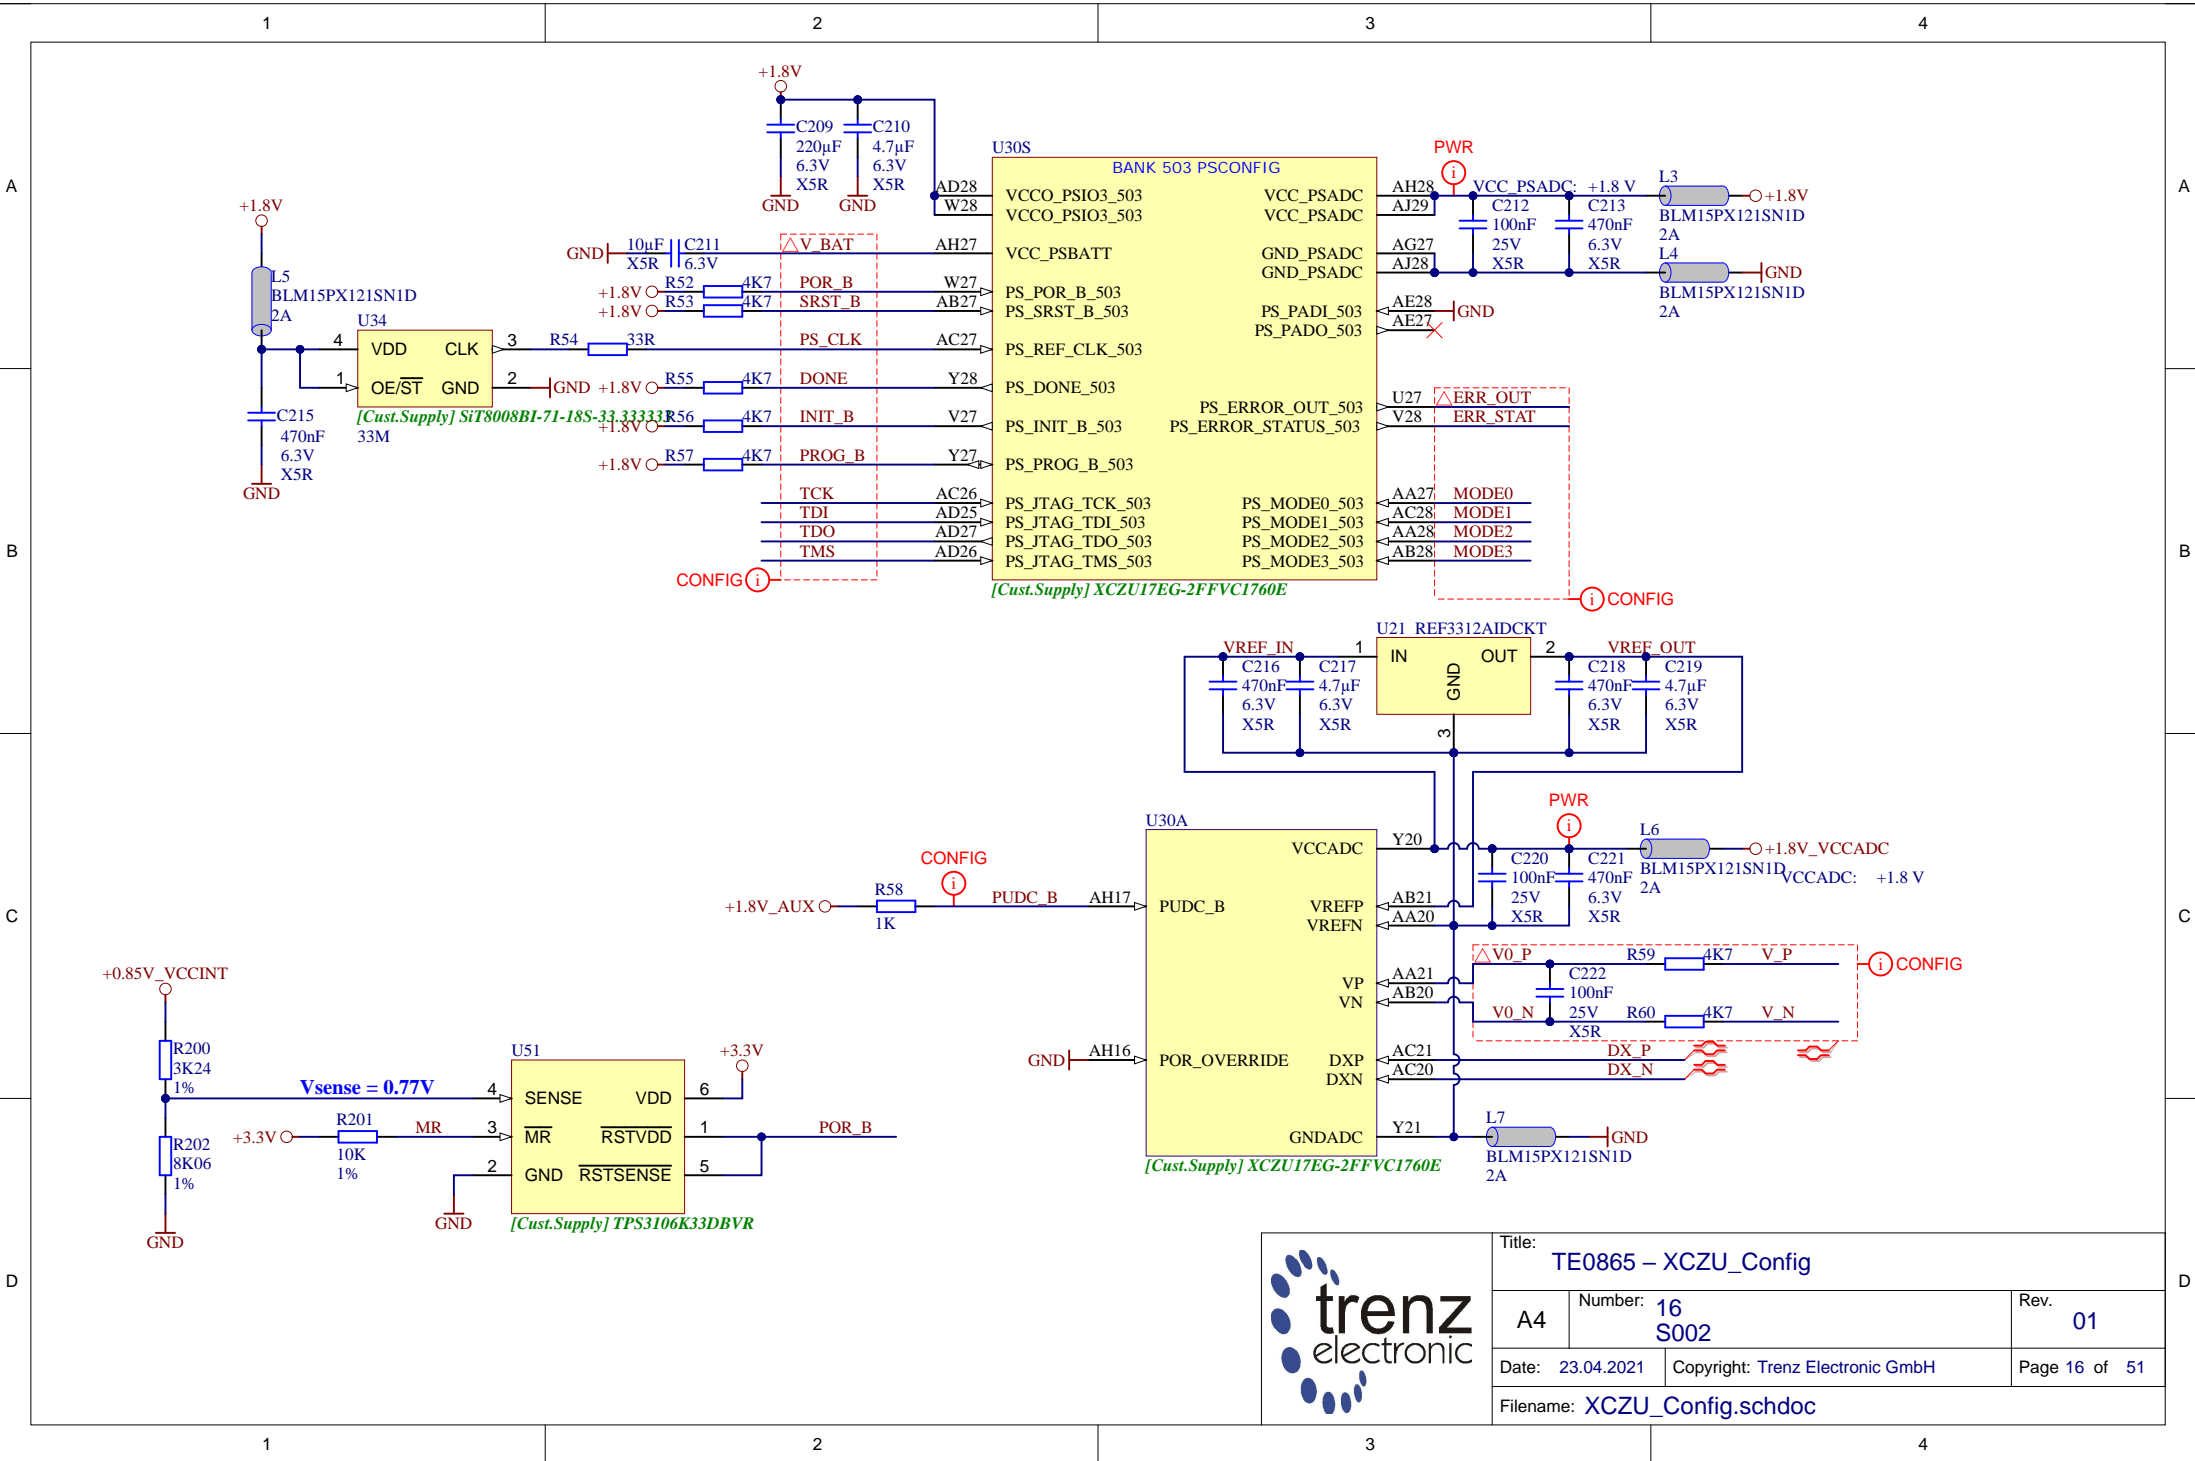 1 2 3 4
A
A
B
B
C
C
D
D
+1.8V
C209
220µF
6.3V
X5R
GND
C210
4.7µF
6.3V
X5R
GND
U30S
BANK 503 PSCONFIG
AD28 VCCO_PSIO3_503
W28 VCCO_PSIO3_503
GND 10µF X5R C211 6.3V V_BAT AH27 VCC_PSBATT
+1.8V R52 4K7 POR_B W27 PS_POR_B_503
+1.8V R53 4K7 SRST_B AB27 PS_SRST_B_503
R54 33R PS_CLK AC27 PS_REF_CLK_503
+1.8V R55 4K7 DONE Y28 PS_DONE_503
+1.8V R56 4K7 INIT_B V27 PS_INIT_B_503
+1.8V R57 4K7 PROG_B Y27 PS_PROG_B_503
TCK AC26 PS_JTAG_TCK_503
TDI AD25 PS_JTAG_TDI_503
TDO AD27 PS_JTAG_TDO_503
TMS AD26 PS_JTAG_TMS_503
CONFIG i
VCC_PSADC AH28
VCC_PSADC AJ29
GND_PSADC AG27
GND_PSADC AJ28
PS_PADI_503 AE28 GND
PS_PADO_503 AE27
PS_ERROR_OUT_503 U27 ERR_OUT
PS_ERROR_STATUS_503 V28 ERR_STAT
PS_MODE0_503 AA27 MODE0
PS_MODE1_503 AC28 MODE1
PS_MODE2_503 AA28 MODE2
PS_MODE3_503 AB28 MODE3
i CONFIG
[Cust.Supply] XCZU17EG-2FFVC1760E
PWR
i
VCC_PSADC: +1.8 V
C212
100nF
25V
X5R
C213
470nF
6.3V
X5R
L3
+1.8V
BLM15PX121SN1D
2A
L4
GND
BLM15PX121SN1D
2A
+1.8V
L5
BLM15PX121SN1D
2A
U34
4 VDD CLK 3
1 OE/ST GND 2 GND
[Cust.Supply] SiT8008BI-71-18S-33.333333
33M
C215
470nF
6.3V
X5R
GND
U21 REF3312AIDCKT
VREF_IN 1 IN OUT 2 VREF_OUT
GND
3
C216
470nF
6.3V
X5R
C217
4.7µF
6.3V
X5R
C218
470nF
6.3V
X5R
C219
4.7µF
6.3V
X5R
U30A
VCCADC Y20
PUDC_B
VREFP AB21
VREFN AA20
VP AA21
VN AB20
POR_OVERRIDE
DXP AC21 DX_P
DXN AC20 DX_N
GNDADC Y21
[Cust.Supply] XCZU17EG-2FFVC1760E
+1.8V_AUX R58 1K PUDC_B AH17
CONFIG
i
GND AH16
PWR
i
C220
100nF
25V
X5R
C221
470nF
6.3V
X5R
L6
BLM15PX121SN1D
2A
+1.8V_VCCADC
VCCADC: +1.8 V
V0_P R59 4K7 V_P
C222
100nF
25V
X5R
V0_N R60 4K7 V_N
i CONFIG
L7
GND
BLM15PX121SN1D
2A
+0.85V_VCCINT
R200
3K24
1%
R202
8K06
1%
GND
Vsense = 0.77V
+3.3V R201 MR
10K
1%
U51
4 SENSE VDD 6 +3.3V
3 MR RSTVDD 1 POR_B
2 GND RSTSENSE 5
GND
[Cust.Supply] TPS3106K33DBVR
trenz
electronic
Title:
TE0865 – XCZU_Config
A4
Number: 16
S002
Rev.
01
Date: 23.04.2021
Copyright: Trenz Electronic GmbH
Page 16 of 51
Filename: XCZU_Config.schdoc
1 2 3 4